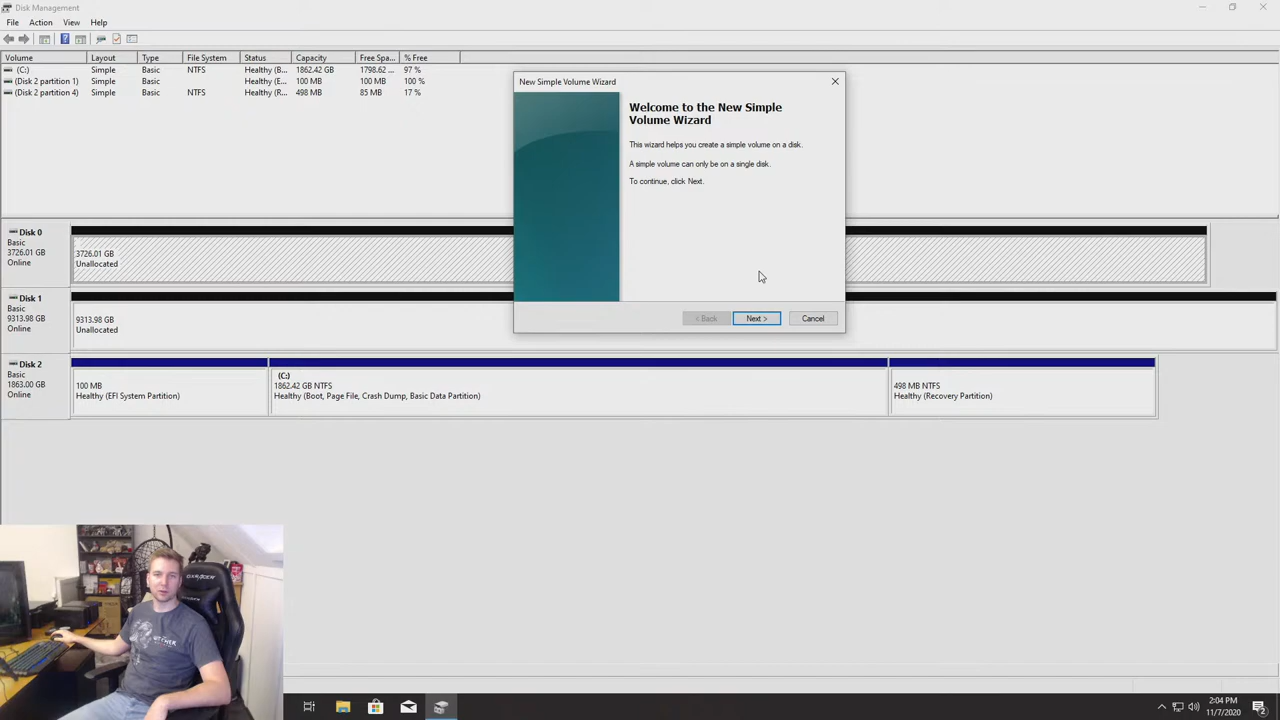 Disk Management
File Action View Help
Volume Layout Type File System Status Capacity Free Spa... % Free
(C:) Simple Basic NTFS Healthy (B... 1862.42 GB 1798.62 ... 97 %
(Disk 2 partition 1) Simple Basic Healthy (E... 100 MB 100 MB 100 %
(Disk 2 partition 4) Simple Basic NTFS Healthy (R... 498 MB 85 MB 17 %
New Simple Volume Wizard
Welcome to the New Simple
Volume Wizard
This wizard helps you create a simple volume on a disk.
A simple volume can only be on a single disk.
To continue, click Next.
< Back Next > Cancel
Disk 0
Basic
3726.01 GB
Online
3726.01 GB
Unallocated
Disk 1
Basic
9313.98 GB
Online
9313.98 GB
Unallocated
Disk 2
Basic
1863.00 GB
Online
100 MB
Healthy (EFI System Partition)
(C:)
1862.42 GB NTFS
Healthy (Boot, Page File, Crash Dump, Basic Data Partition)
498 MB NTFS
Healthy (Recovery Partition)
2:04 PM
11/7/2020
2